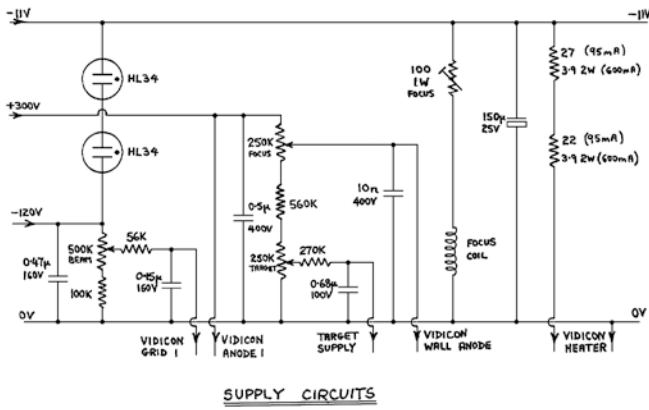 -11V
-11V
HL34
+300V
HL34
-120V
500K
BEAM
56K
0·47µ
160V
0·15µ
160V
100K
0V
250K
FOCUS
0·5µ
400V
560K
250K
TARGET
270K
0·68µ
100V
10n
400V
100
1W
FOCUS
FOCUS
COIL
150µ
25V
27 (95mA)
3·9 2W (600mA)
22 (95mA)
3·9 2W (600mA)
0V
VIDICON
GRID 1
VIDICON
ANODE 1
TARGET
SUPPLY
VIDICON
WALL ANODE
VIDICON
HEATER
SUPPLY CIRCUITS